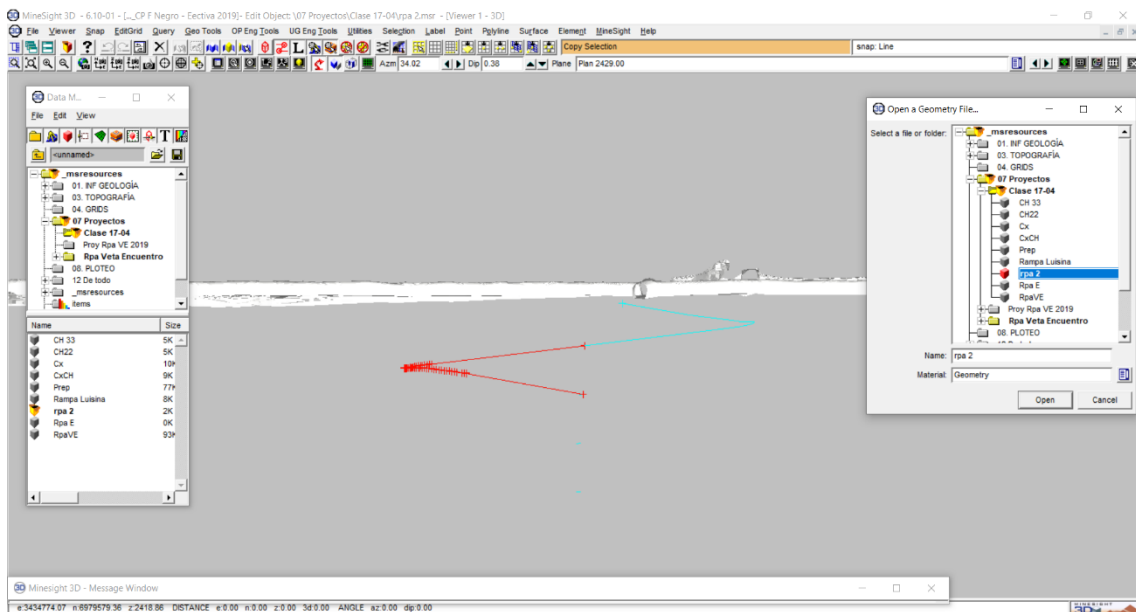 MineSight 3D - 6.10-01 - [..._CP F Negro - Eectiva 2019]- Edit Object: \07 Proyectos\Clase 17-04\rpa 2.msr - [Viewer 1 - 3D]
File Viewer Snap EditGrid Query Geo Tools OP Eng Tools UG Eng Tools Utilities Selection Label Point Polyline Surface Element MineSight Help
Copy Selection
snap: Line
Azm 34.02 Dip 0.38 Plane Plan 2429.00
Data M...
File Edit View
<unnamed>
_msresources
01. INF GEOLOGÌA
03. TOPOGRAFÍA
04. GRIDS
07 Proyectos
Clase 17-04
Proy Rpa VE 2019
Rpa Veta Encuentro
08. PLOTEO
12 De todo
_msresources
items
Name Size
CH 33 5K
CH22 5K
Cx 10K
CxCH 9K
Prep 77K
Rampa Luisina 8K
rpa 2 2K
Rpa E 0K
RpaVE 93K
Open a Geometry File...
Select a file or folder:
_msresources
01. INF GEOLOGÌA
03. TOPOGRAFÍA
04. GRIDS
07 Proyectos
Clase 17-04
CH 33
CH22
Cx
CxCH
Prep
Rampa Luisina
rpa 2
Rpa E
RpaVE
Proy Rpa VE 2019
Rpa Veta Encuentro
08. PLOTEO
Name: rpa 2
Material: Geometry
Open Cancel
Minesight 3D - Message Window
e:3434774.07 n:6979579.36 z:2418.86 DISTANCE e:0.00 n:0.00 z:0.00 3d:0.00 ANGLE az:0.00 dip:0.00
MINESIGHT
3D